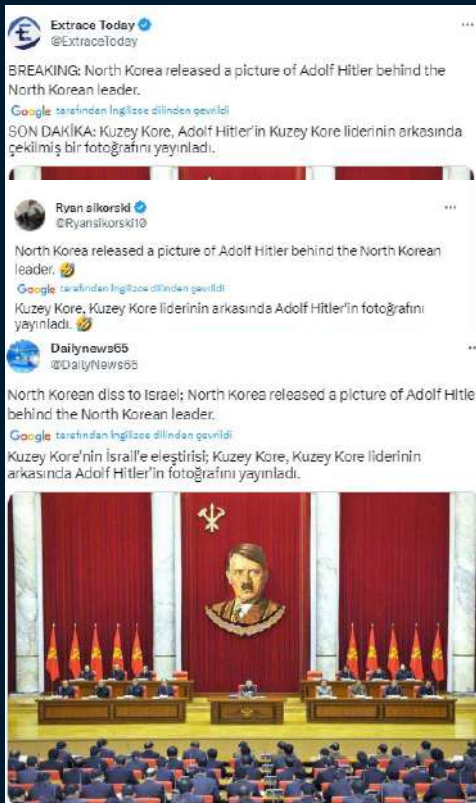 Extrace Today
@ExtraceToday
BREAKING: North Korea released a picture of Adolf Hitler behind the
North Korean leader.
Google tarafından İngilizce dilinden çevrildi
SON DAKİKA: Kuzey Kore, Adolf Hitler'in Kuzey Kore liderinin arkasında
çekilmiş bir fotoğrafını yayınladı.
Ryan sikorski
@Ryansikorski10
North Korea released a picture of Adolf Hitler behind the North Korean
leader. 🤣
Google tarafından İngilizce dilinden çevrildi
Kuzey Kore, Kuzey Kore liderinin arkasında Adolf Hitler'in fotoğrafını
yayınladı. 🤣
Dailynews65
@DailyNews65
North Korean diss to Israel; North Korea released a picture of Adolf Hitle
behind the North Korean leader.
Google tarafından İngilizce dilinden çevrildi
Kuzey Kore'nin İsrail'e eleştirisi; Kuzey Kore, Kuzey Kore liderinin
arkasında Adolf Hitler'in fotoğrafını yayınladı.